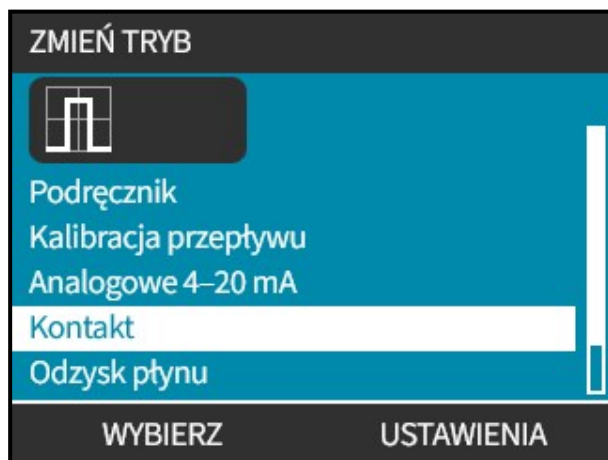 ZMIEŃ TRYB
Podręcznik
Kalibracja przepływu
Analogowe 4–20 mA
Kontakt
Odzysk płynu
WYBIERZ USTAWIENIA